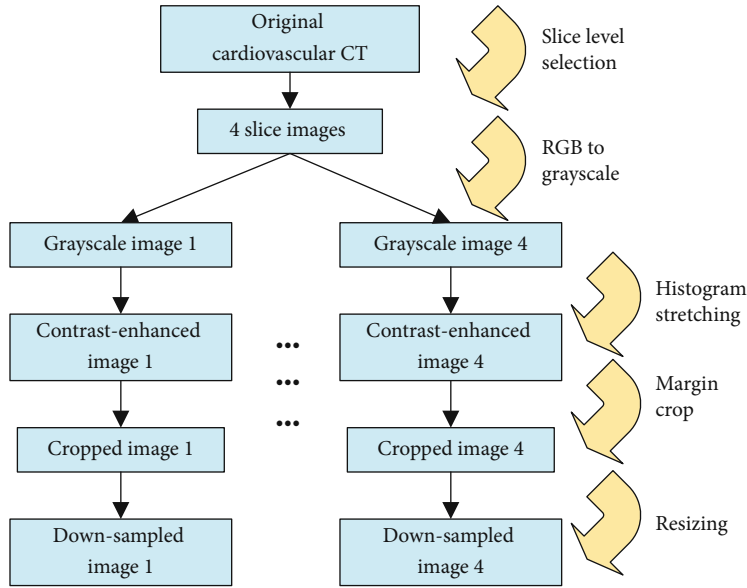 Original
cardiovascular CT
Slice level
selection
4 slice images
RGB to
grayscale
Grayscale image 1
Grayscale image 4
Histogram
stretching
Contrast-enhanced
image 1
...
Contrast-enhanced
image 4
...
Margin
crop
...
Cropped image 1
Cropped image 4
Down-sampled
image 1
Down-sampled
image 4
Resizing